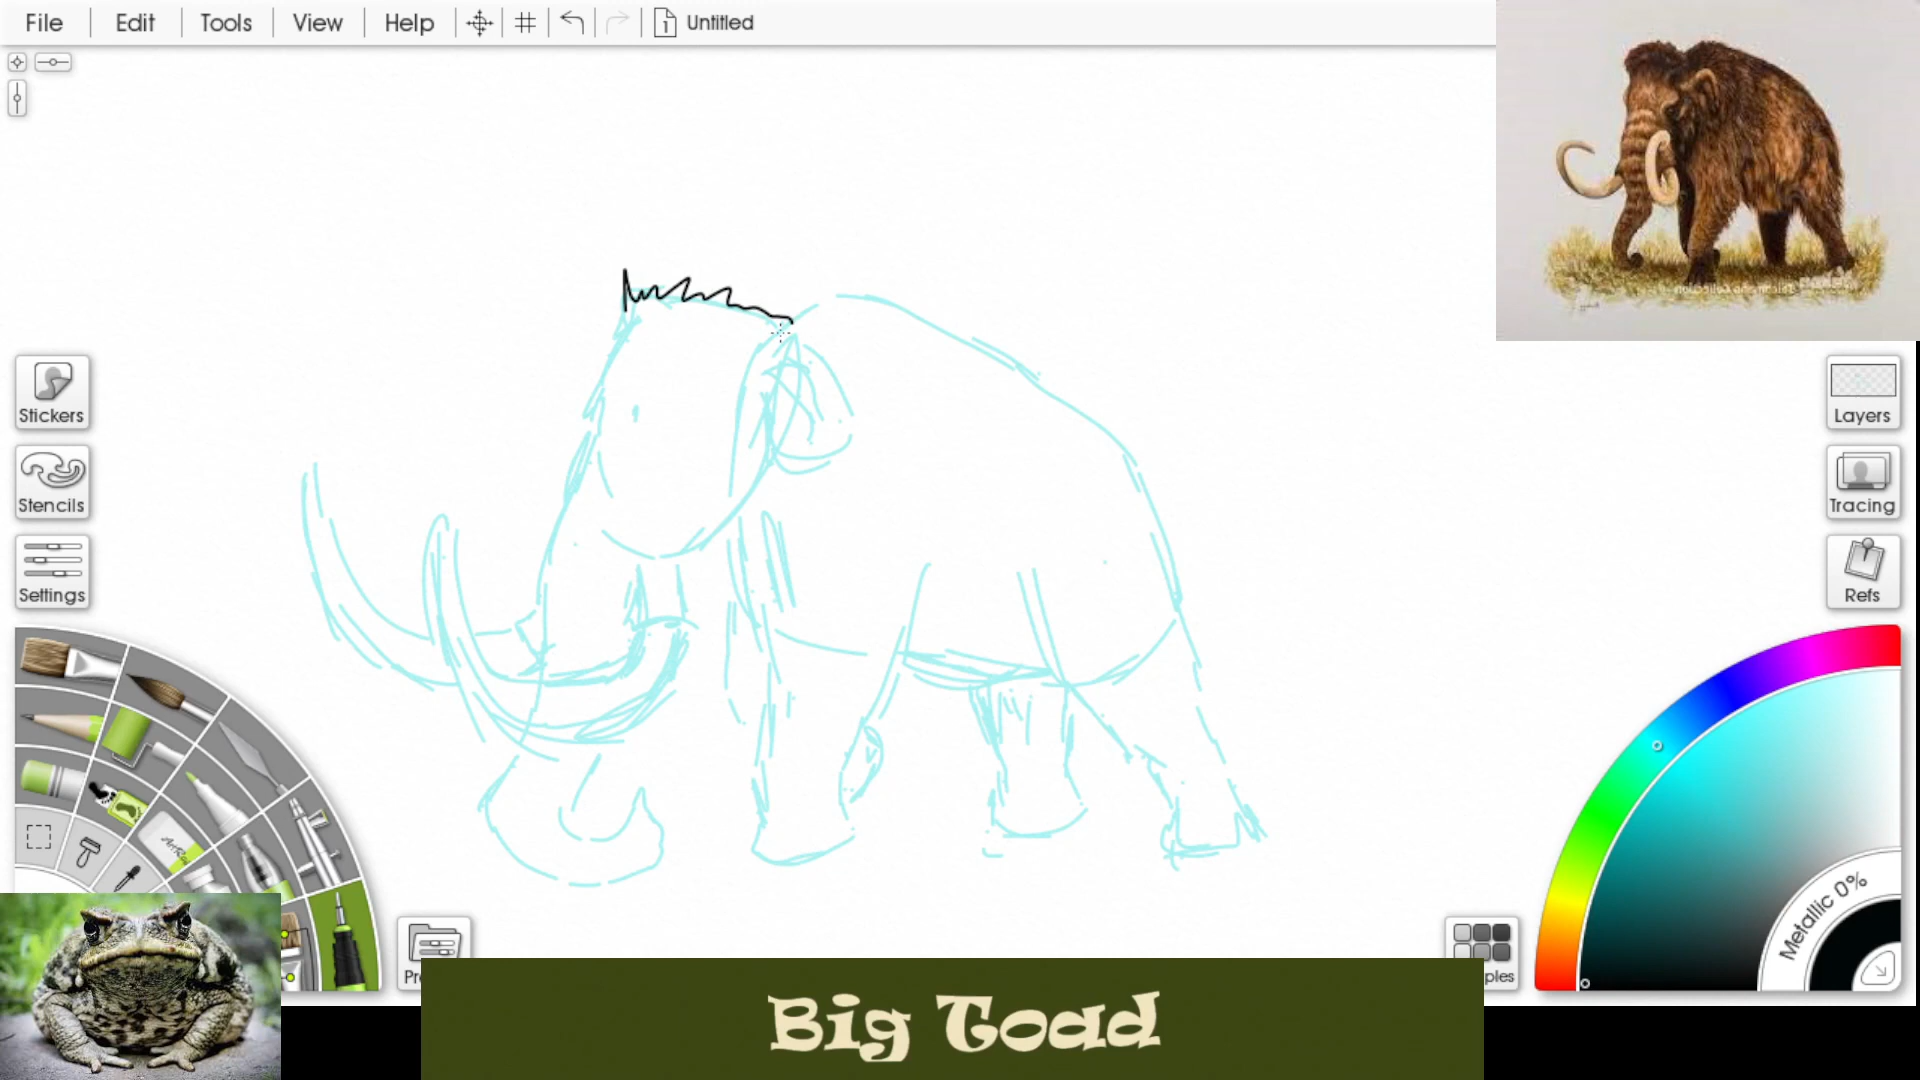 File
Edit
Tools
View
Help
Untitled
Stickers
Stencils
Settings
Layers
Tracing
Refs
Metallic 0%
Big Toad